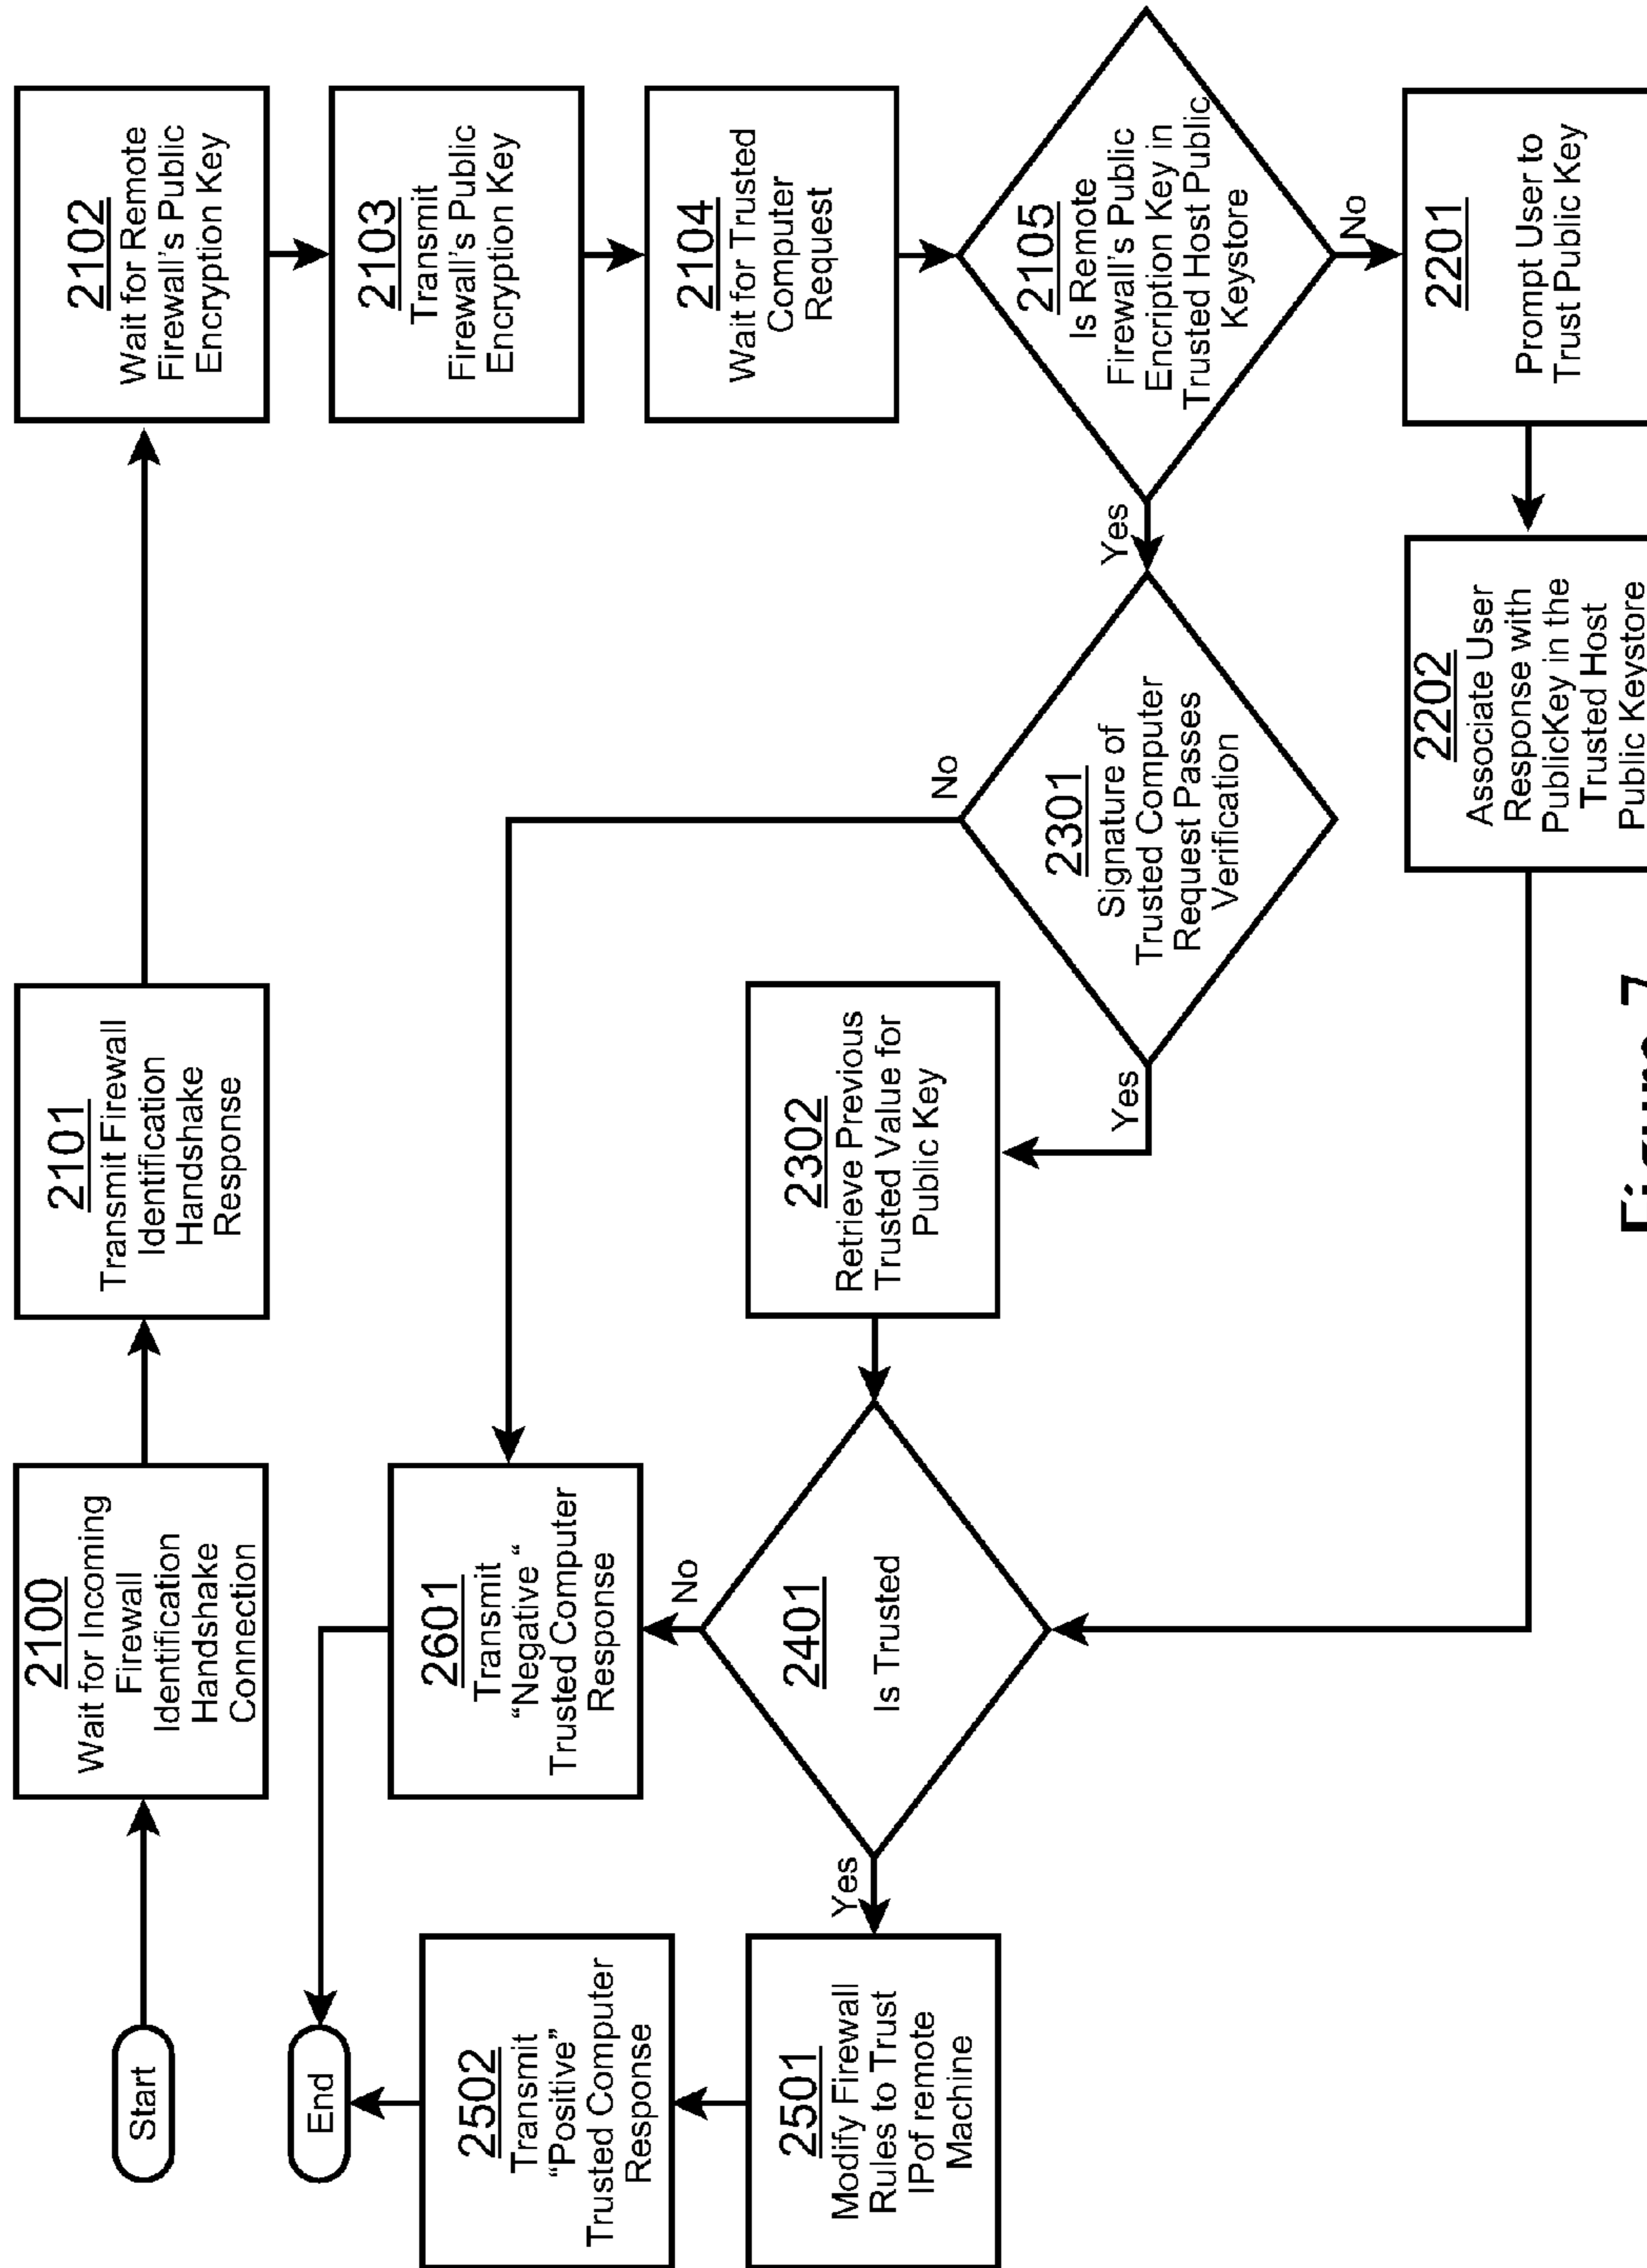 Start
2100
Wait for Incoming
Firewall
Identification
Handshake
Connection
2101
Transmit Firewall
Identification
Handshake
Response
2102
Wait for Remote
Firewall's Public
Encryption Key
2103
Transmit
Firewall's Public
Encryption Key
2104
Wait for Trusted
Computer
Request
2105
Is Remote
Firewall's Public
Encription Key in
Trusted Host Public
Keystore
Yes
No
2201
Prompt User to
Trust Public Key
2202
Associate User
Response with
PublicKey in the
Trusted Host
Public Keystore
2301
Signature of
Trusted Computer
Request Passes
Verification
No
Yes
2302
Retrieve Previous
Trusted Value for
Public Key
2401
Is Trusted
No
Yes
2601
Transmit
“Negative “
Trusted Computer
Response
2501
Modify Firewall
Rules to Trust
IPof remote
Machine
2502
Transmit
“Positive”
Trusted Computer
Response
End
Figure 7